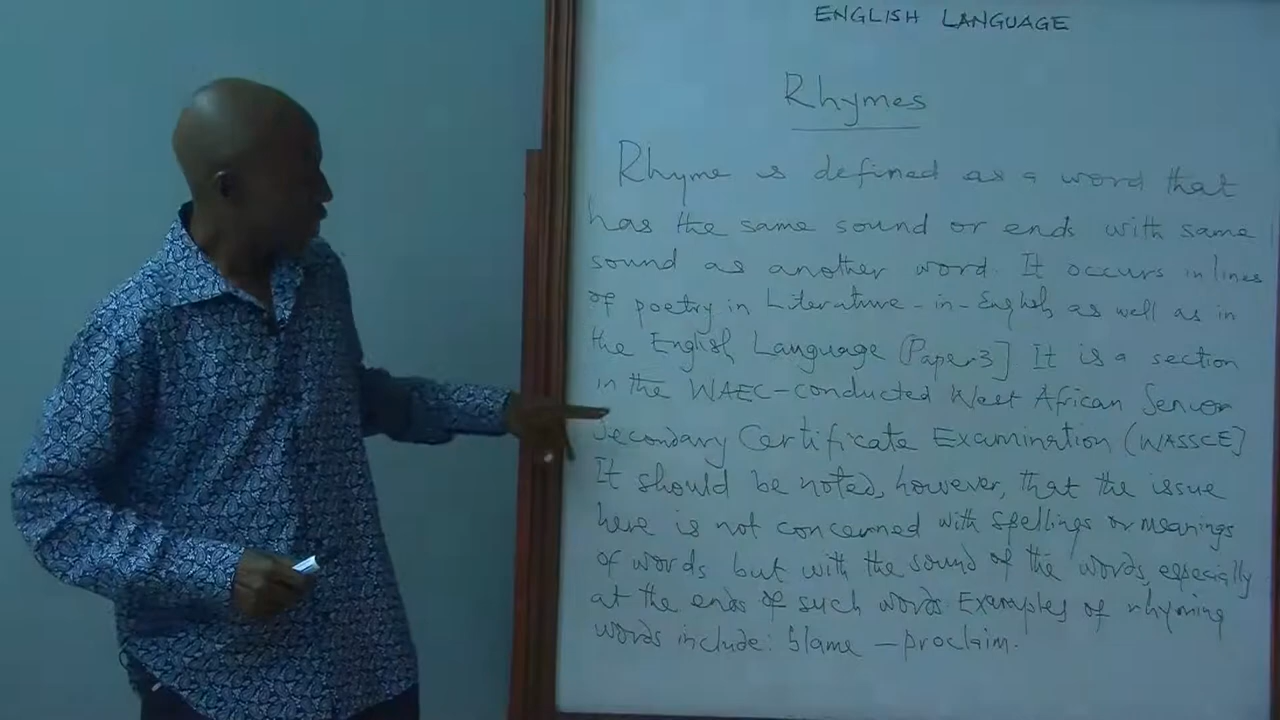 ENGLISH LANGUAGE
Rhymes
Rhyme is defined as a word that
has the same sound or ends with same
sound as another word. It occurs in lines
of poetry in Literature-in-English as well as in
the English Language (Paper 3] It is a section
in the WAEC-conducted West African Senior
Secondary Certificate Examination (WASSCE]
It should be noted, however, that the issue
here is not concerned with spellings or meanings
of words but with the sound of the words, especially
at the ends of such words. Examples of rhyming
words include: blame - proclaim.